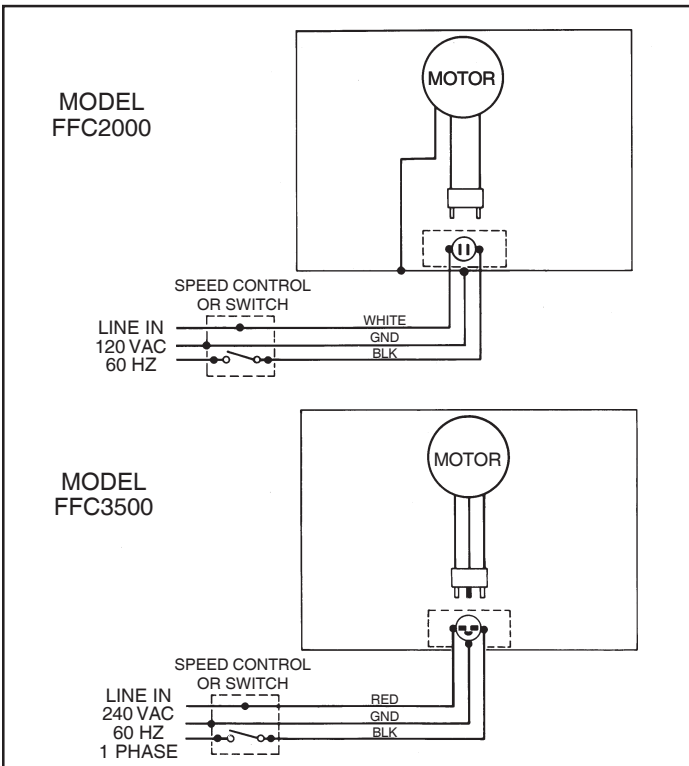 MODEL
FFC2000
MOTOR
SPEED CONTROL
OR SWITCH
LINE IN
120 VAC
60 HZ
WHITE
GND
BLK
MODEL
FFC3500
MOTOR
SPEED CONTROL
OR SWITCH
LINE IN
240 VAC
60 HZ
1 PHASE
RED
GND
BLK